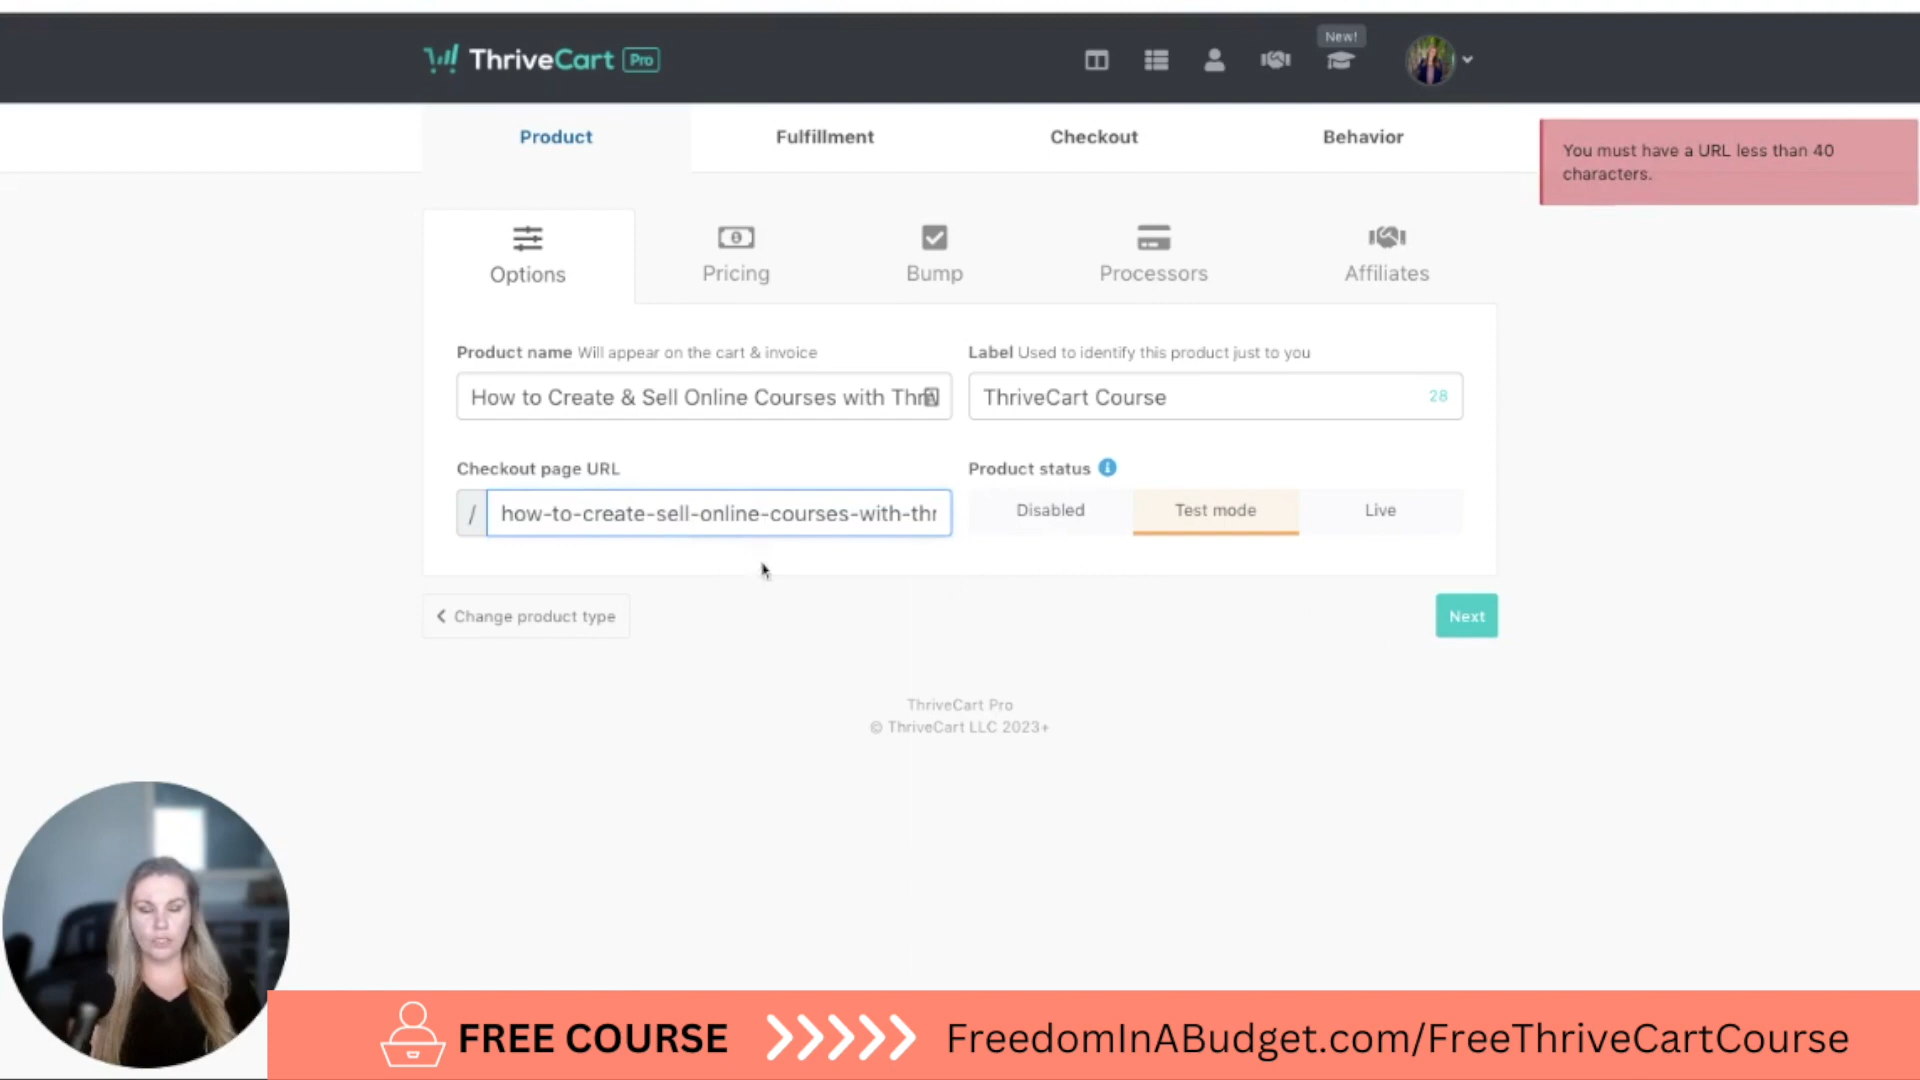 ThriveCart Pro
New!
Product
Fulfillment
Checkout
Behavior
You must have a URL less than 40
characters.
Options
Pricing
Bump
Processors
Affiliates
Product name Will appear on the cart & invoice
Label Used to identify this product just to you
How to Create & Sell Online Courses with Thr
ThriveCart Course
28
Checkout page URL
Product status
/
how-to-create-sell-online-courses-with-thr
Disabled
Test mode
Live
Change product type
Next
ThriveCart Pro
© ThriveCart LLC 2023+
FREE COURSE
FreedomInABudget.com/FreeThriveCartCourse